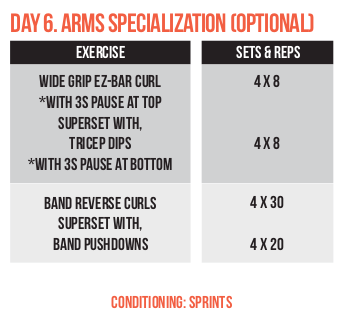 DAY 6. ARMS SPECIALIZATION (OPTIONAL)
EXERCISE
SETS & REPS
WIDE GRIP EZ-BAR CURL
4 X 8
*WITH 3S PAUSE AT TOP
SUPERSET WITH,
TRICEP DIPS
4 X 8
*WITH 3S PAUSE AT BOTTOM
BAND REVERSE CURLS
4 X 30
SUPERSET WITH,
BAND PUSHDOWNS
4 X 20
CONDITIONING: SPRINTS